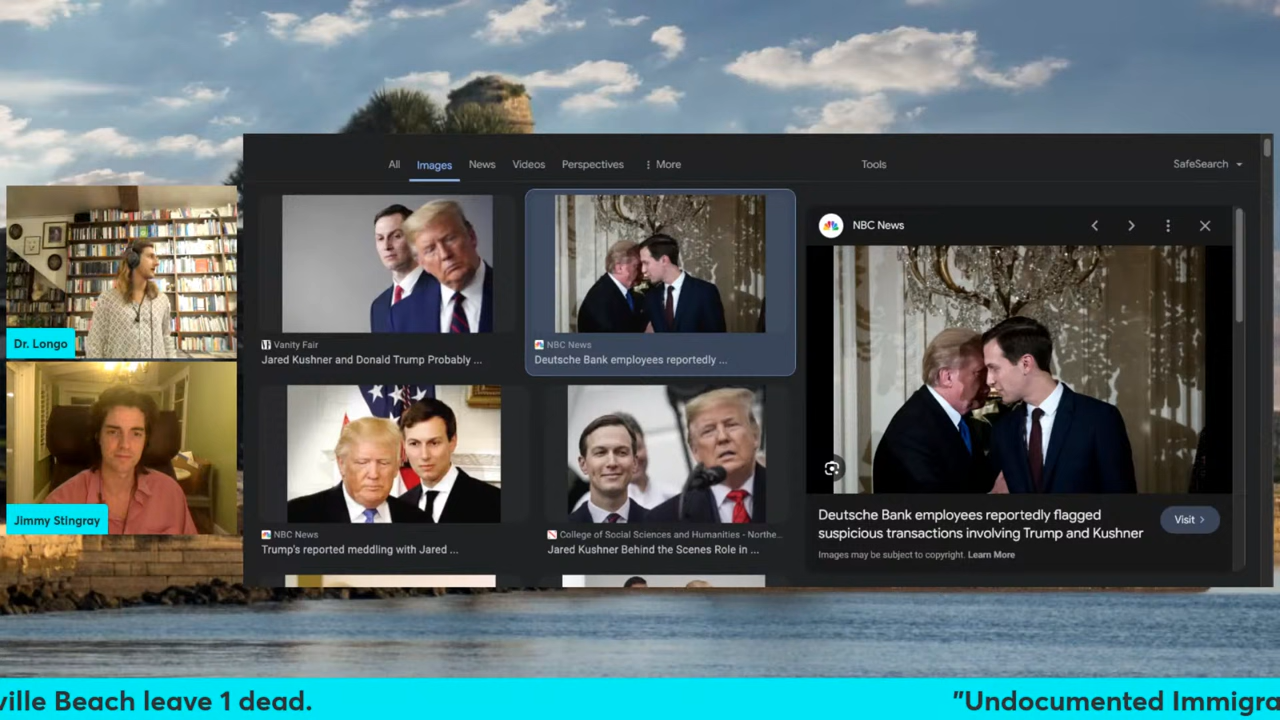 All Images News Videos Perspectives More Tools SafeSearch
NBC News
Vanity Fair
Jared Kushner and Donald Trump Probably ...
NBC News
Deutsche Bank employees reportedly ...
Dr. Longo
Jimmy Stingray
NBC News
Trump's reported meddling with Jared ...
College of Social Sciences and Humanities - Northe...
Jared Kushner Behind the Scenes Role in ...
Deutsche Bank employees reportedly flagged
suspicious transactions involving Trump and Kushner
Visit
Images may be subject to copyright. Learn More
ville Beach leave 1 dead.
"Undocumented Immigra